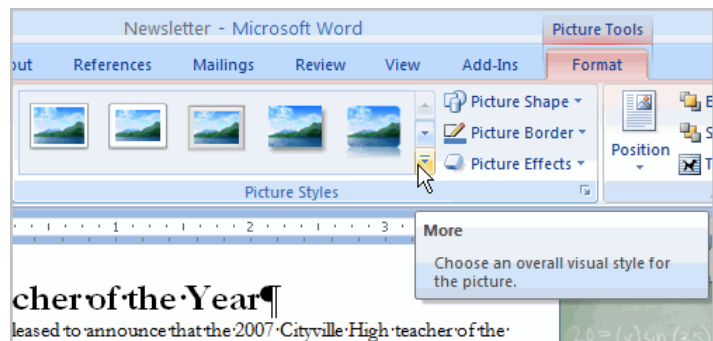 Newsletter - Microsoft Word
Picture Tools
References Mailings Review View Add-Ins Format
Picture Shape
Picture Border
Picture Effects
Position
Picture Styles
1 2 3
More
Choose an overall visual style for
the picture.
cher·of·the·Year¶
leased·to·announce·that·the·2007·Cityville·High·teacher·of·the·